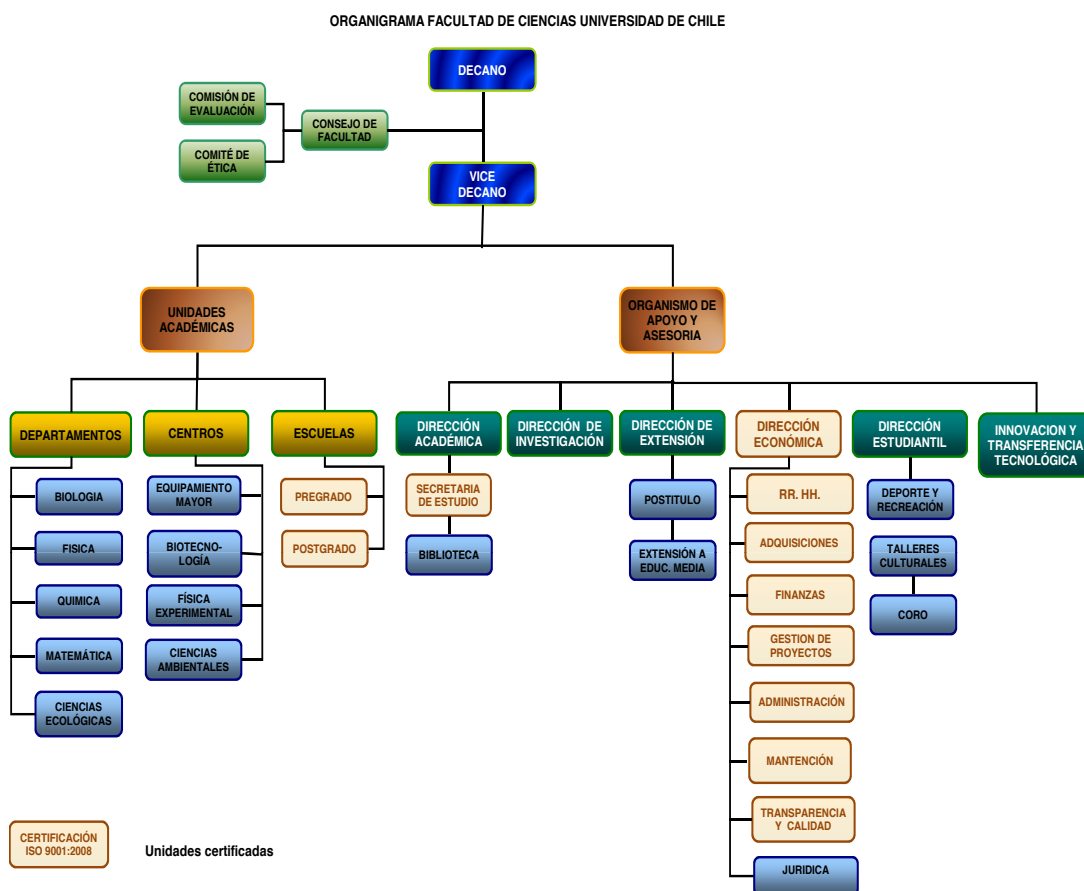 ORGANIGRAMA FACULTAD DE CIENCIAS UNIVERSIDAD DE CHILE
DECANO
COMISIÓN DE
EVALUACIÓN
CONSEJO DE
FACULTAD
COMITÉ DE
ÉTICA
VICE
DECANO
UNIDADES
ACADÉMICAS
ORGANISMO DE
APOYO Y
ASESORIA
DEPARTAMENTOS
CENTROS
ESCUELAS
DIRECCIÓN
ACADÉMICA
DIRECCIÓN DE
INVESTIGACIÓN
DIRECCIÓN DE
EXTENSIÓN
DIRECCIÓN
ECONÓMICA
DIRECCIÓN
ESTUDIANTIL
INNOVACION Y
TRANSFERENCIA
TECNOLÓGICA
BIOLOGIA
FISICA
QUIMICA
MATEMÁTICA
CIENCIAS
ECOLÓGICAS
EQUIPAMIENTO
MAYOR
BIOTECNO-
LOGÍA
FÍSICA
EXPERIMENTAL
CIENCIAS
AMBIENTALES
PREGRADO
POSTGRADO
SECRETARIA
DE ESTUDIO
BIBLIOTECA
POSTITULO
EXTENSIÓN A
EDUC. MEDIA
RR. HH.
ADQUISICIONES
FINANZAS
GESTION DE
PROYECTOS
ADMINISTRACIÓN
MANTENCIÓN
TRANSPARENCIA
Y CALIDAD
JURIDICA
DEPORTE Y
RECREACIÓN
TALLERES
CULTURALES
CORO
CERTIFICACIÓN
ISO 9001:2008
Unidades certificadas